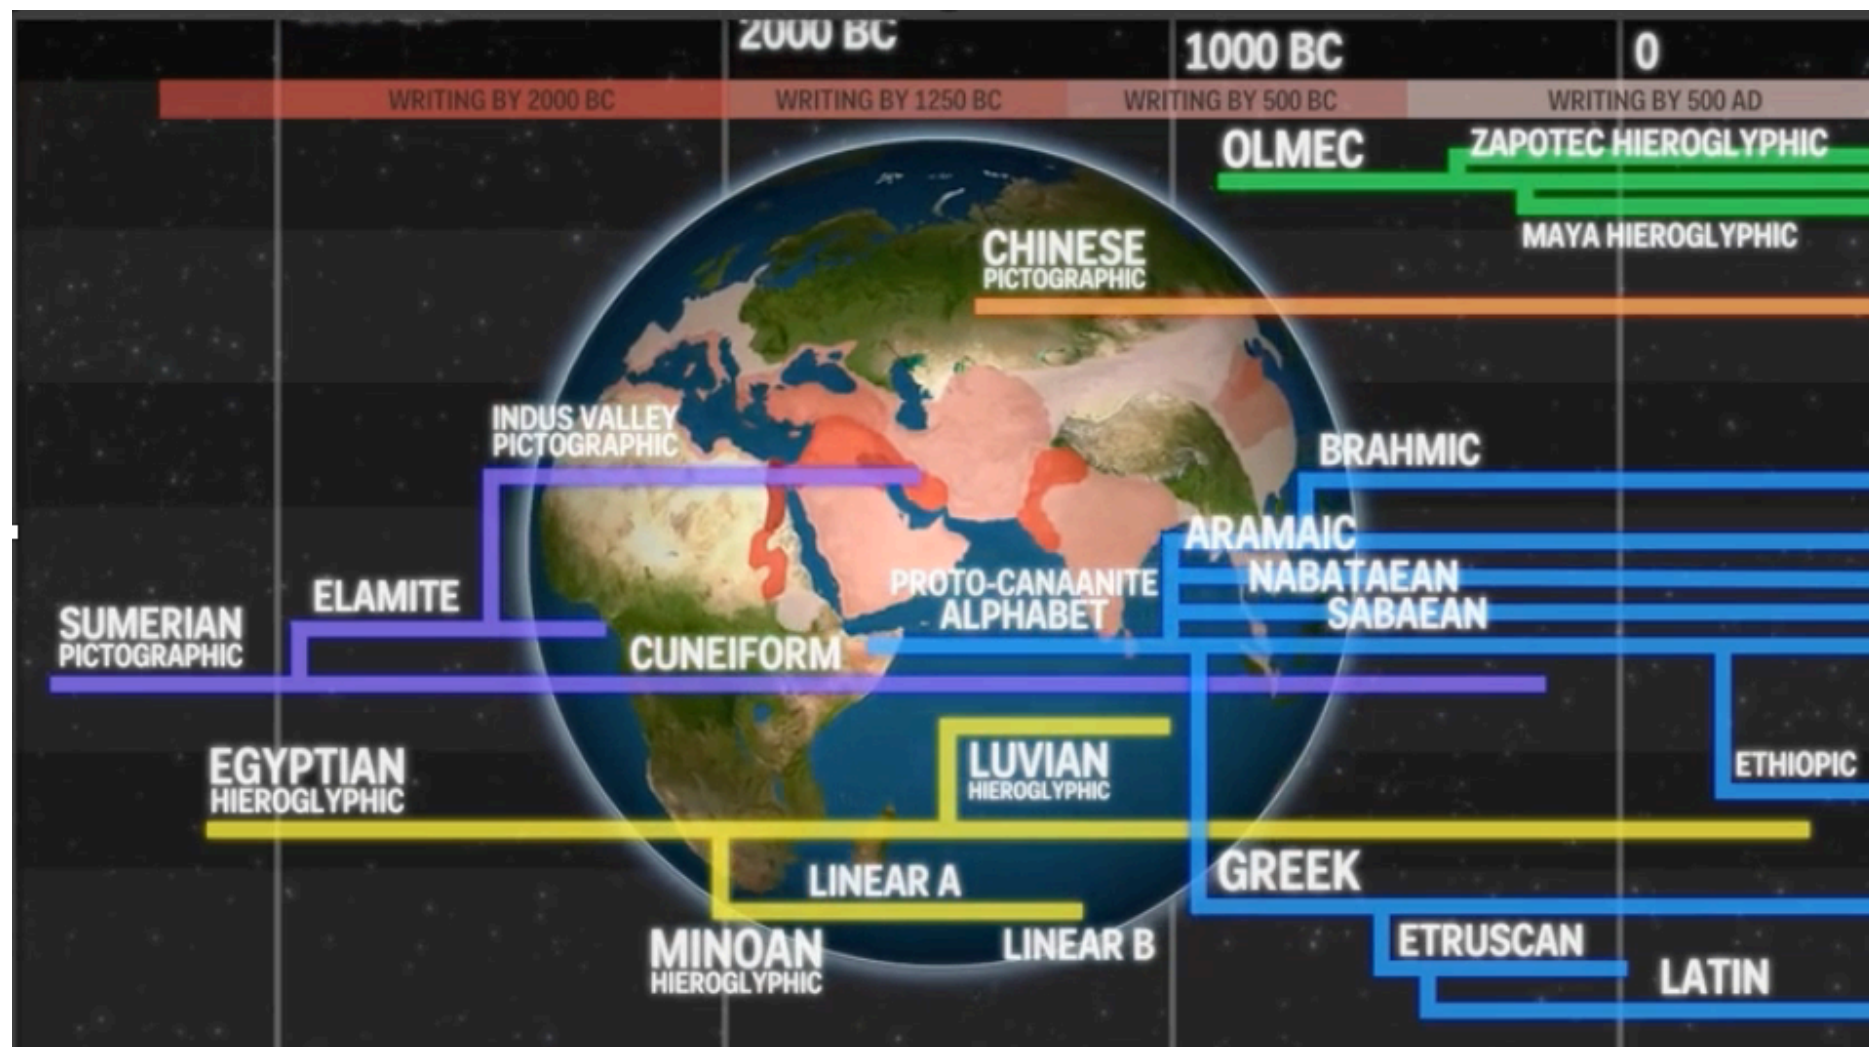 2000 BC
1000 BC
0
WRITING BY 2000 BC
WRITING BY 1250 BC
WRITING BY 500 BC
WRITING BY 500 AD
OLMEC
ZAPOTEC HIEROGLYPHIC
MAYA HIEROGLYPHIC
CHINESE
PICTOGRAPHIC
INDUS VALLEY
PICTOGRAPHIC
BRAHMIC
ARAMAIC
NABATAEAN
SABAEAN
PROTO-CANAANITE
ALPHABET
ELAMITE
SUMERIAN
PICTOGRAPHIC
CUNEIFORM
EGYPTIAN
HIEROGLYPHIC
LUVIAN
HIEROGLYPHIC
ETHIOPIC
LINEAR A
GREEK
MINOAN
HIEROGLYPHIC
LINEAR B
ETRUSCAN
LATIN